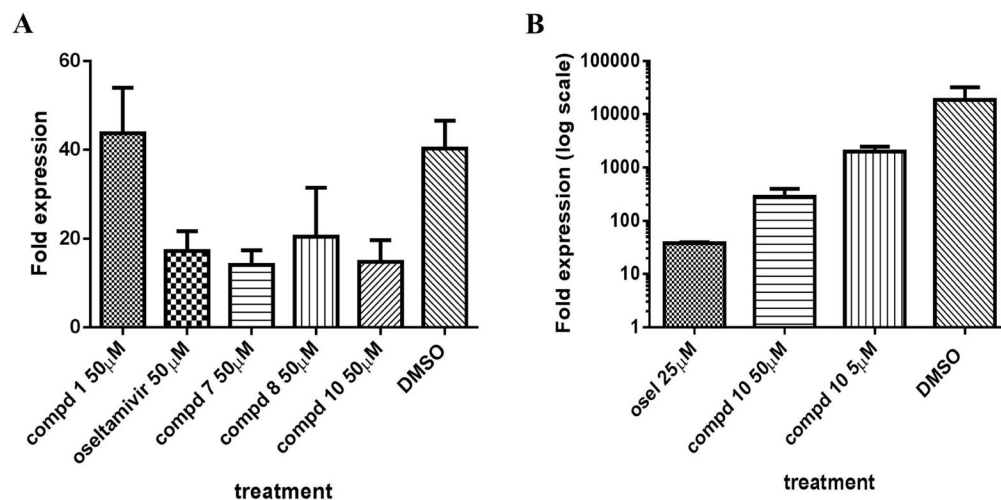 A
Fold expression
60
40
20
0
compd 1 50μM
oseltamivir 50μM
compd 7 50μM
compd 8 50μM
compd 10 50μM
DMSO
treatment
B
Fold expression (log scale)
100000
10000
1000
100
10
1
osel 25μM
compd 10 50μM
compd 10 5μM
DMSO
treatment